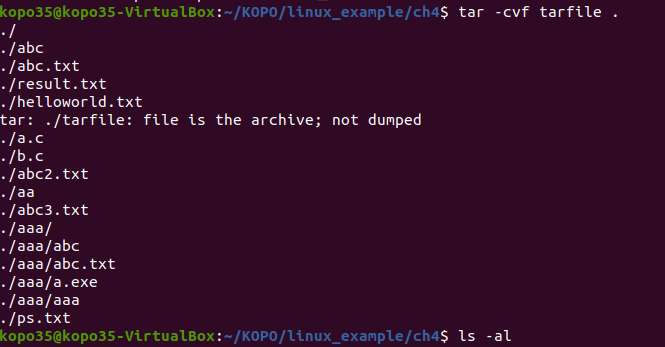 kopo35@kopo35-VirtualBox:~/KOPO/linux_example/ch4$ tar -cvf tarfile .
./
./abc
./abc.txt
./result.txt
./helloworld.txt
tar: ./tarfile: file is the archive; not dumped
./a.c
./b.c
./abc2.txt
./aa
./abc3.txt
./aaa/
./aaa/abc
./aaa/abc.txt
./aaa/a.exe
./aaa/aaa
./ps.txt
kopo35@kopo35-VirtualBox:~/KOPO/linux_example/ch4$ ls -al